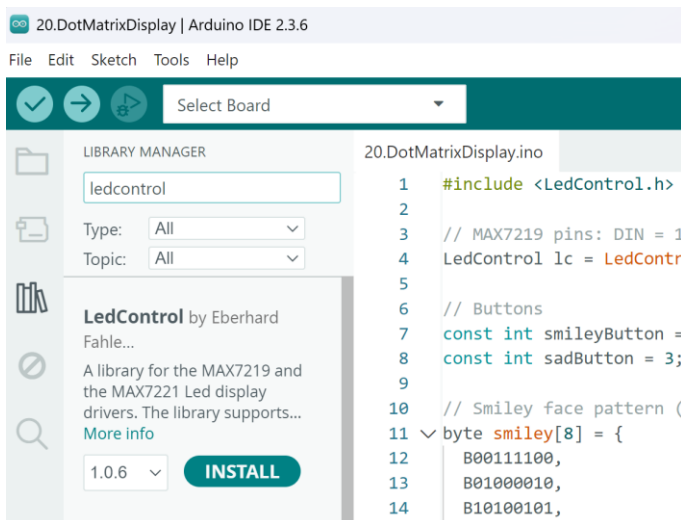 20.DotMatrixDisplay | Arduino IDE 2.3.6
File Edit Sketch Tools Help
Select Board
LIBRARY MANAGER
ledcontrol
Type: All
Topic: All
LedControl by Eberhard
Fahle...
A library for the MAX7219 and
the MAX7221 Led display
drivers. The library supports...
More info
1.0.6 INSTALL
20.DotMatrixDisplay.ino
1 #include <LedControl.h>
2
3 // MAX7219 pins: DIN = 1
4 LedControl lc = LedContr
5
6 // Buttons
7 const int smileyButton =
8 const int sadButton = 3;
9
10 // Smiley face pattern (
11 byte smiley[8] = {
12 B00111100,
13 B01000010,
14 B10100101,